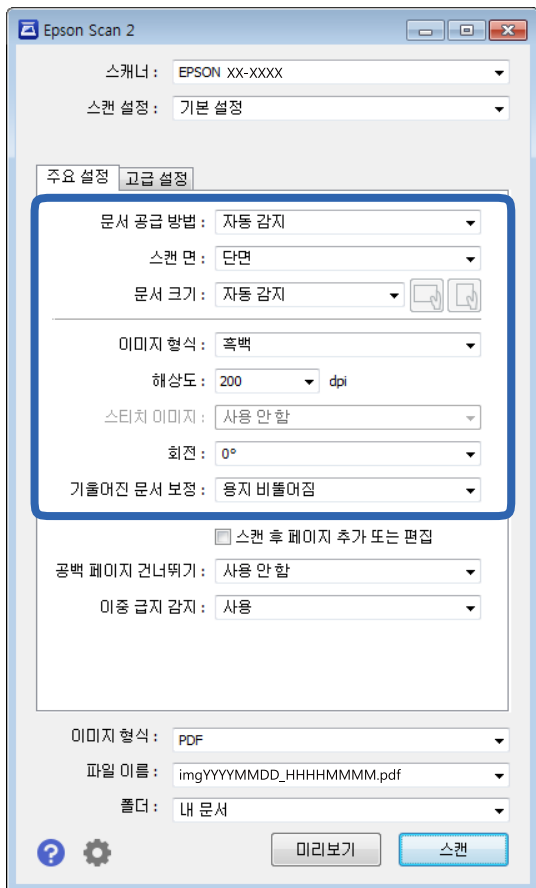 Epson Scan 2
스캐너 : EPSON XX-XXXX
스캔 설정 : 기본 설정
주요 설정 고급 설정
문서 공급 방법 : 자동 감지
스캔 면 : 단면
문서 크기 : 자동 감지
이미지 형식 : 흑백
해상도 : 200 dpi
스티치 이미지 : 사용 안 함
회전 : 0°
기울어진 문서 보정 : 용지 비뚤어짐
스캔 후 페이지 추가 또는 편집
공백 페이지 건너뛰기 : 사용 안 함
이중 급지 감지 : 사용
이미지 형식 : PDF
파일 이름 : imgYYYYMMDD_HHHHMMMM.pdf
폴더 : 내 문서
?
미리보기 스캔